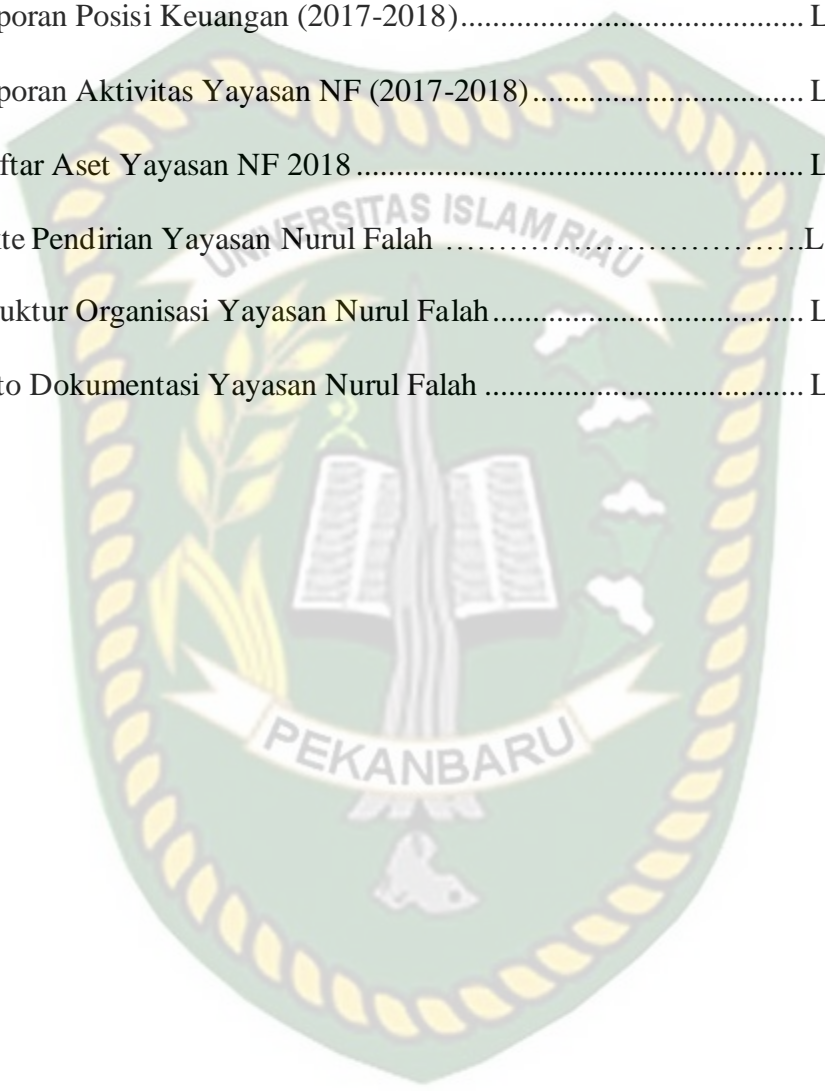 poran Posisi Keuangan (2017-2018)........................................... L
poran Aktivitas Yayasan NF (2017-2018).................................. L
ftar Aset Yayasan NF 2018........................................................ L
UNIVERSITAS ISLAM RIAU
te Pendirian Yayasan Nurul Falah ……………………………….L
uktur Organisasi Yayasan Nurul Falah....................................... L
to Dokumentasi Yayasan Nurul Falah ........................................ L
PEKANBARU